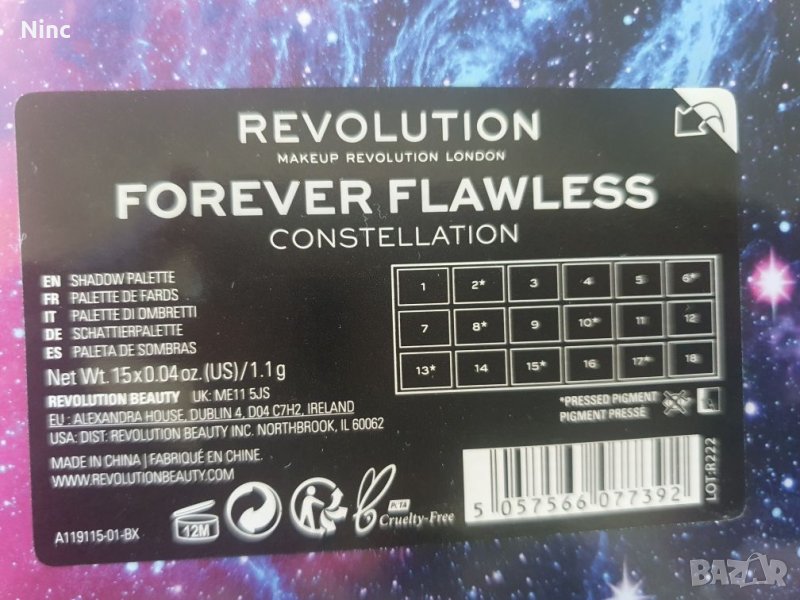 Ninc
REVOLUTION
MAKEUP REVOLUTION LONDON
FOREVER FLAWLESS
CONSTELLATION
EN SHADOW PALETTE
FR PALETTE DE FARDS
IT PALETTE DI OMBRETTI
DE SCHATTIERPALETTE
ES PALETA DE SOMBRAS
Net Wt. 15 x 0.04 oz. (US) / 1.1 g
REVOLUTION BEAUTY UK: ME11 5JS
EU : ALEXANDRA HOUSE, DUBLIN 4, D04 C7H2, IRELAND
USA: DIST: REVOLUTION BEAUTY INC. NORTHBROOK, IL 60062
MADE IN CHINA | FABRIQUÉ EN CHINE.
WWW.REVOLUTIONBEAUTY.COM
1 2* 3 4 5 6*
7 8* 9 10* 11 12
13* 14 15* 16 17* 18
*PRESSED PIGMENT
PIGMENT PRESSÉ
12M
Pi. TA
Cruelty-Free
5 057566 077392
LOT:R222
A119115-01-BX
BAZAR